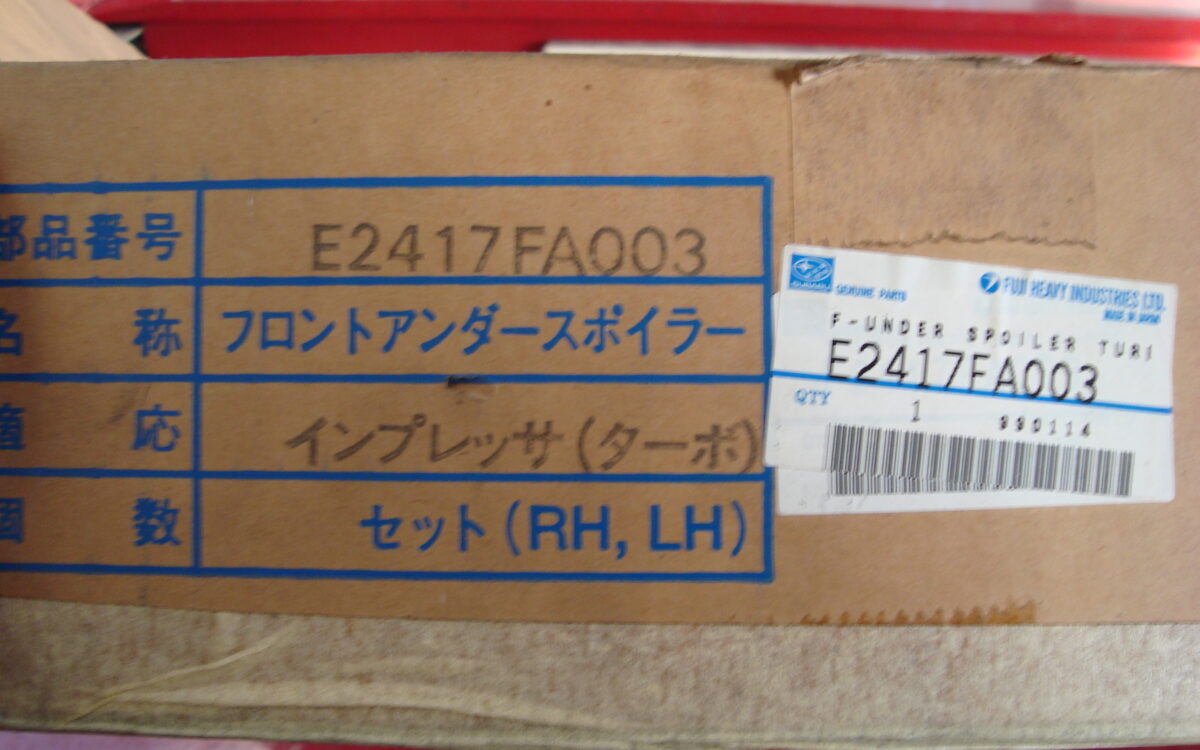 部品番号 E2417FA003
名称 フロントアンダースポイラー
適応 インプレッサ(ターボ)
個数 セット(RH, LH)
SUBARU
GENUINE PARTS
FUJI HEAVY INDUSTRIES LTD.
MADE IN JAPAN
F-UNDER SPOILER TURI
E2417FA003
QTY 1 990114